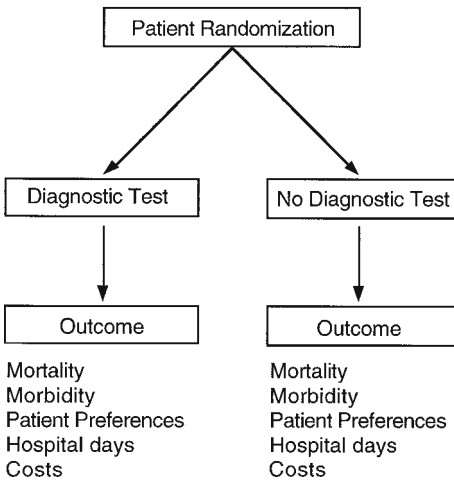 Patient Randomization
Diagnostic Test
No Diagnostic Test
Outcome
Outcome
Mortality
Morbidity
Patient Preferences
Hospital days
Costs
Mortality
Morbidity
Patient Preferences
Hospital days
Costs